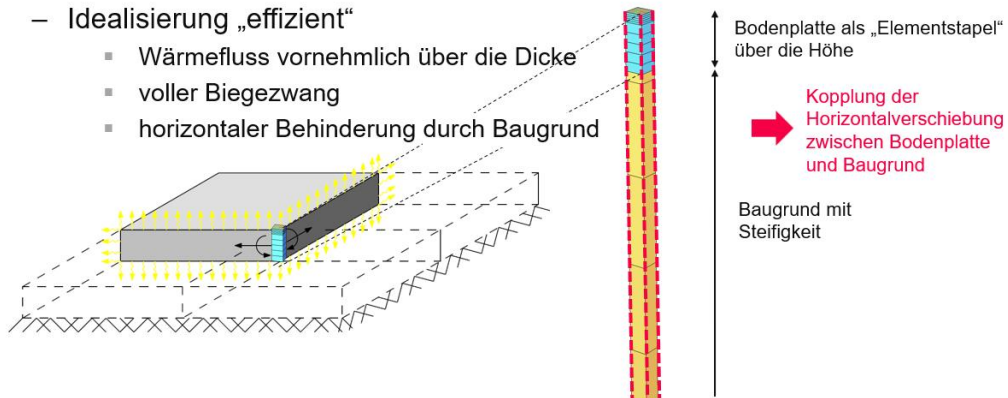 – Idealisierung „effizient“
▪ Wärmefluss vornehmlich über die Dicke
▪ voller Biegezwang
▪ horizontaler Behinderung durch Baugrund
Bodenplatte als „Elementstapel“
über die Höhe
Kopplung der
Horizontalverschiebung
zwischen Bodenplatte
und Baugrund
Baugrund mit
Steifigkeit